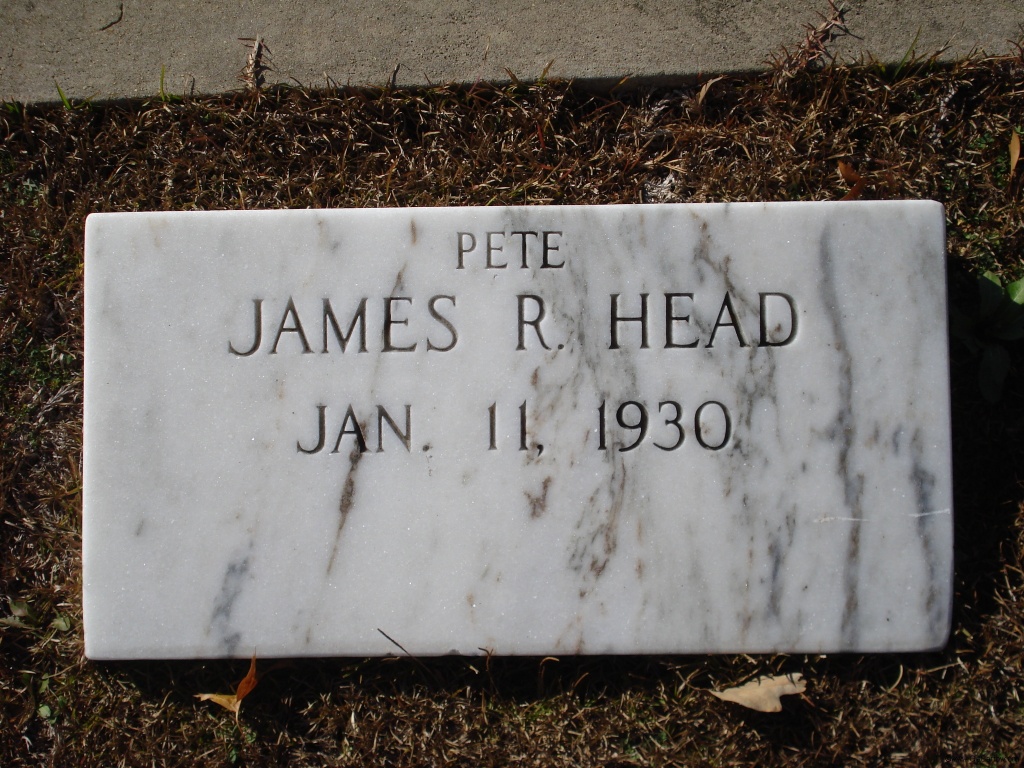 PETE
JAMES R. HEAD
JAN. 11, 1930